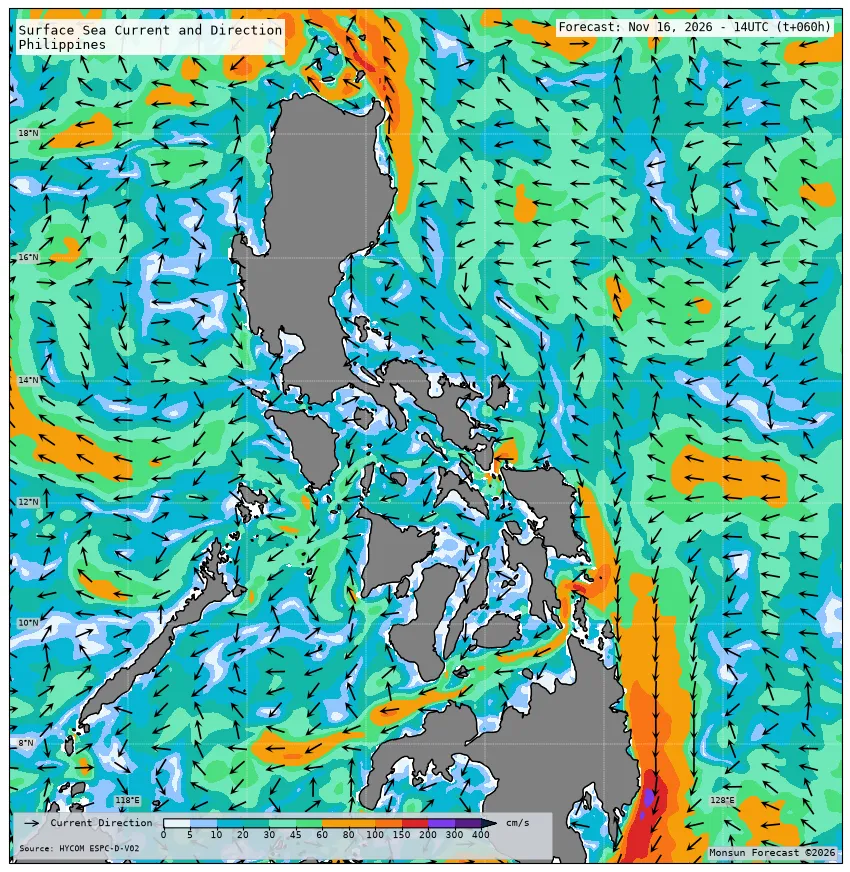 Surface Sea Current and Direction
Philippines
Forecast: Nov 16, 2026 - 14UTC (t+060h)
18°N
16°N
14°N
12°N
10°N
8°N
118°E
128°E
Current Direction
cm/s
0 5 10 20 30 45 60 80 100 150 200 300 400
Source: HYCOM ESPC-D-V02
Monsun Forecast ©2026